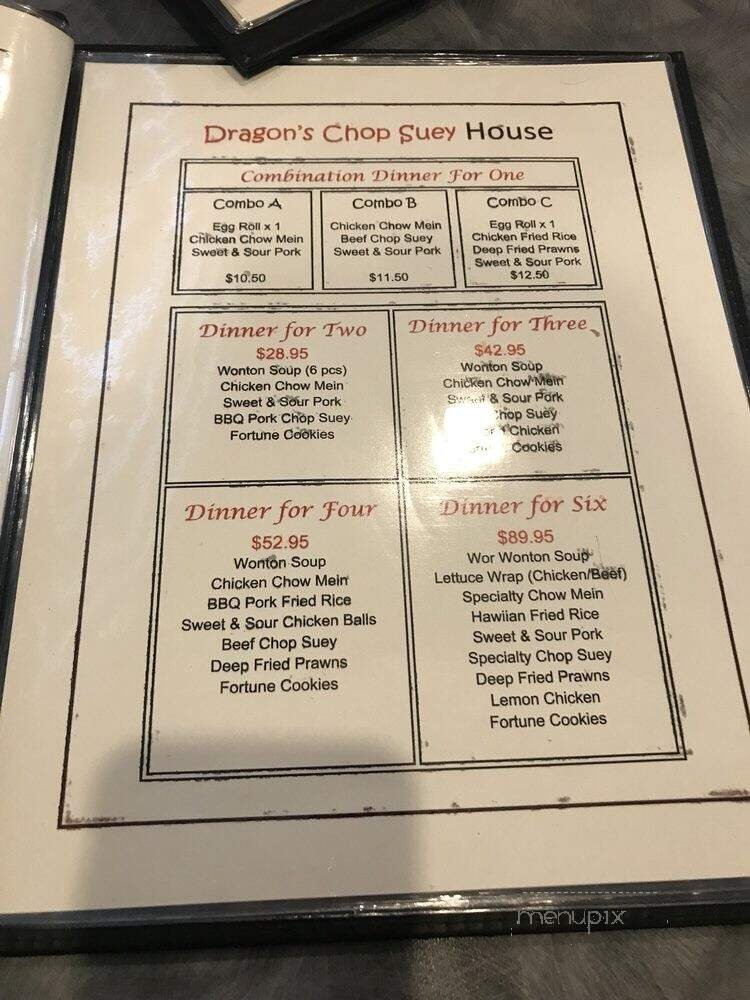 Dragon's Chop Suey House
Combination Dinner For One
Combo A
Egg Roll x 1
Chicken Chow Mein
Sweet & Sour Pork
$10.50
Combo B
Chicken Chow Mein
Beef Chop Suey
Sweet & Sour Pork
$11.50
Combo C
Egg Roll x 1
Chicken Fried Rice
Deep Fried Prawns
Sweet & Sour Pork
$12.50
Dinner for Two
$28.95
Wonton Soup (6 pcs)
Chicken Chow Mein
Sweet & Sour Pork
BBQ Pork Chop Suey
Fortune Cookies
Dinner for Three
$42.95
Wonton Soup
Chicken Chow Mein
Sweet & Sour Pork
Chop Suey
Chicken
Cookies
Dinner for Four
$52.95
Wonton Soup
Chicken Chow Mein
BBQ Pork Fried Rice
Sweet & Sour Chicken Balls
Beef Chop Suey
Deep Fried Prawns
Fortune Cookies
Dinner for Six
$89.95
Wor Wonton Soup
Lettuce Wrap (Chicken/Beef)
Specialty Chow Mein
Hawiian Fried Rice
Sweet & Sour Pork
Specialty Chop Suey
Deep Fried Prawns
Lemon Chicken
Fortune Cookies
menupix